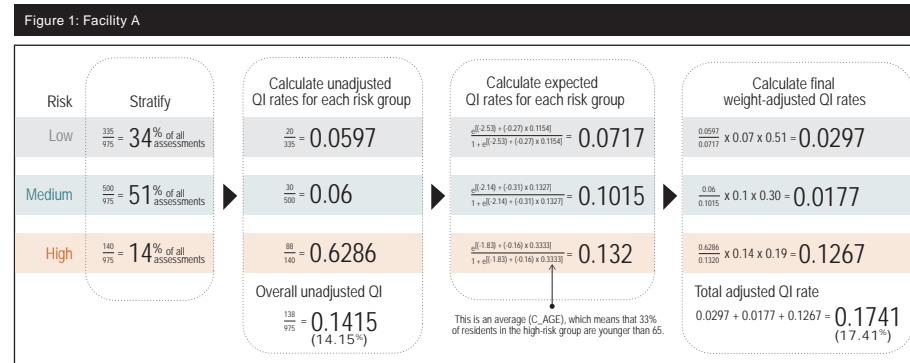 Figure 1: Facility A
Risk
Stratify
Calculate unadjusted
QI rates for each risk group
Calculate expected
QI rates for each risk group
Calculate final
weight-adjusted QI rates
Low
335/975 = 34% of all assessments
20/335 = 0.0597
e[(-2.53) + (-0.27) x 0.1154] / 1 + e[(-2.53) + (-0.27) x 0.1154] = 0.0717
0.0597/0.0717 x 0.07 x 0.51 = 0.0297
Medium
500/975 = 51% of all assessments
30/500 = 0.06
e[(-2.14) + (-0.31) x 0.1327] / 1 + e[(-2.14) + (-0.31) x 0.1327] = 0.1015
0.06/0.1015 x 0.1 x 0.30 = 0.0177
High
140/975 = 14% of all assessments
88/140 = 0.6286
e[(-1.83) + (-0.16) x 0.3333] / 1 + e[(-1.83) + (-0.16) x 0.3333] = 0.132
0.6286/0.1320 x 0.14 x 0.19 = 0.1267
Overall unadjusted QI
138/975 = 0.1415
(14.15%)
This is an average (C_AGE), which means that 33%
of residents in the high-risk group are younger than 65.
Total adjusted QI rate
0.0297 + 0.0177 + 0.1267 = 0.1741
(17.41%)